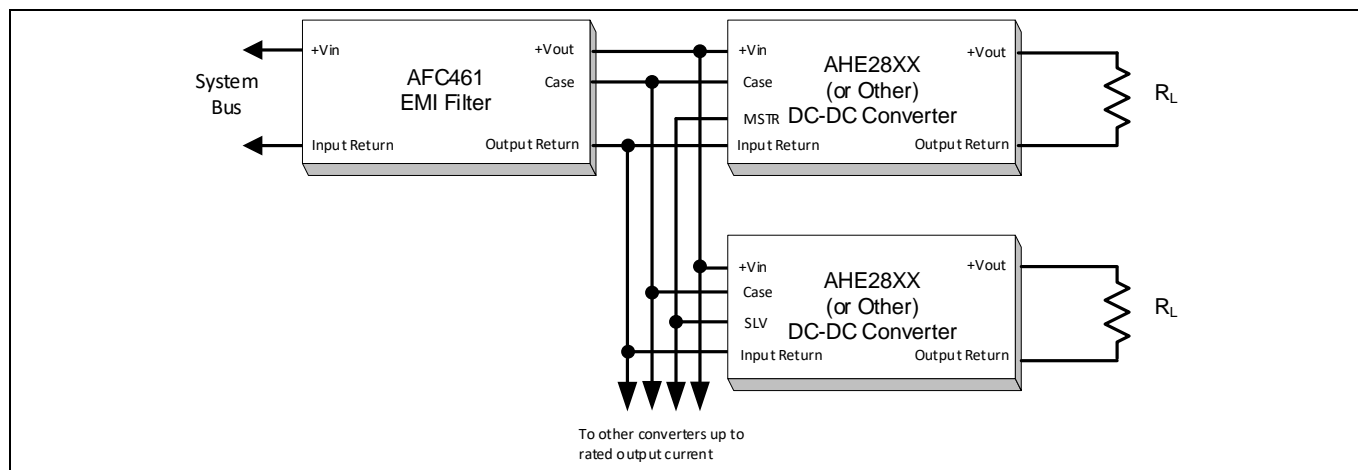 System
Bus
+Vin
Input Return
AFC461
EMI Filter
+Vout
Case
Output Return
+Vin
Case
MSTR
Input Return
AHE28XX
(or Other)
DC-DC Converter
+Vout
Output Return
RL
+Vin
Case
SLV
Input Return
AHE28XX
(or Other)
DC-DC Converter
+Vout
Output Return
RL
To other converters up to
rated output current